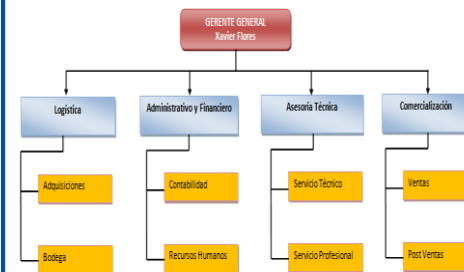 GERENTE GENERAL
Xavier Flores
Logística
Administrativo y Financiero
Asesoría Técnica
Comercialización
Adquisiciones
Contabilidad
Servicio Técnico
Ventas
Bodega
Recursos Humanos
Servicio Profesional
Post Ventas